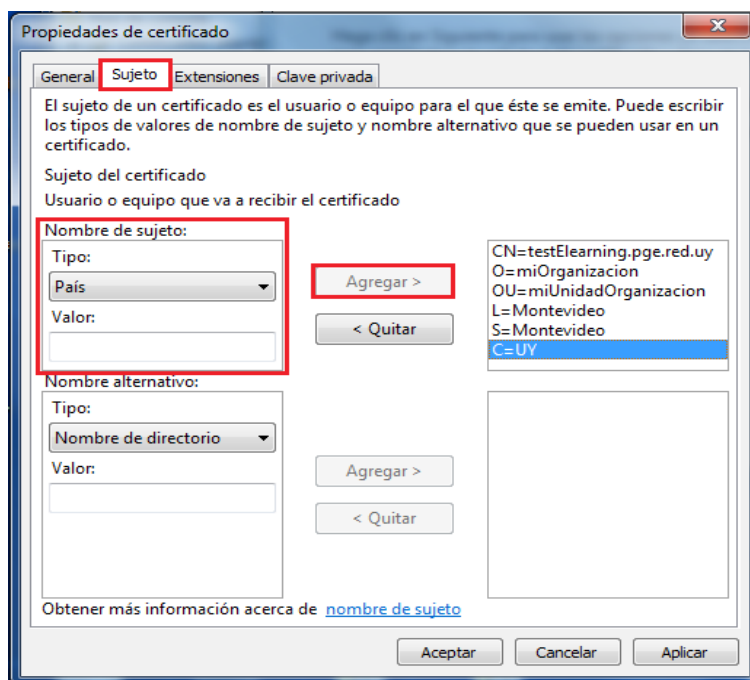 Propiedades de certificado
General Sujeto Extensiones Clave privada
El sujeto de un certificado es el usuario o equipo para el que éste se emite. Puede escribir
los tipos de valores de nombre de sujeto y nombre alternativo que se pueden usar en un
certificado.
Sujeto del certificado
Usuario o equipo que va a recibir el certificado
Nombre de sujeto:
Tipo:
País
Valor:
Agregar >
< Quitar
CN=testElearning.pge.red.uy
O=miOrganizacion
OU=miUnidadOrganizacion
L=Montevideo
S=Montevideo
C=UY
Nombre alternativo:
Tipo:
Nombre de directorio
Valor:
Agregar >
< Quitar
Obtener más información acerca de nombre de sujeto
Aceptar Cancelar Aplicar